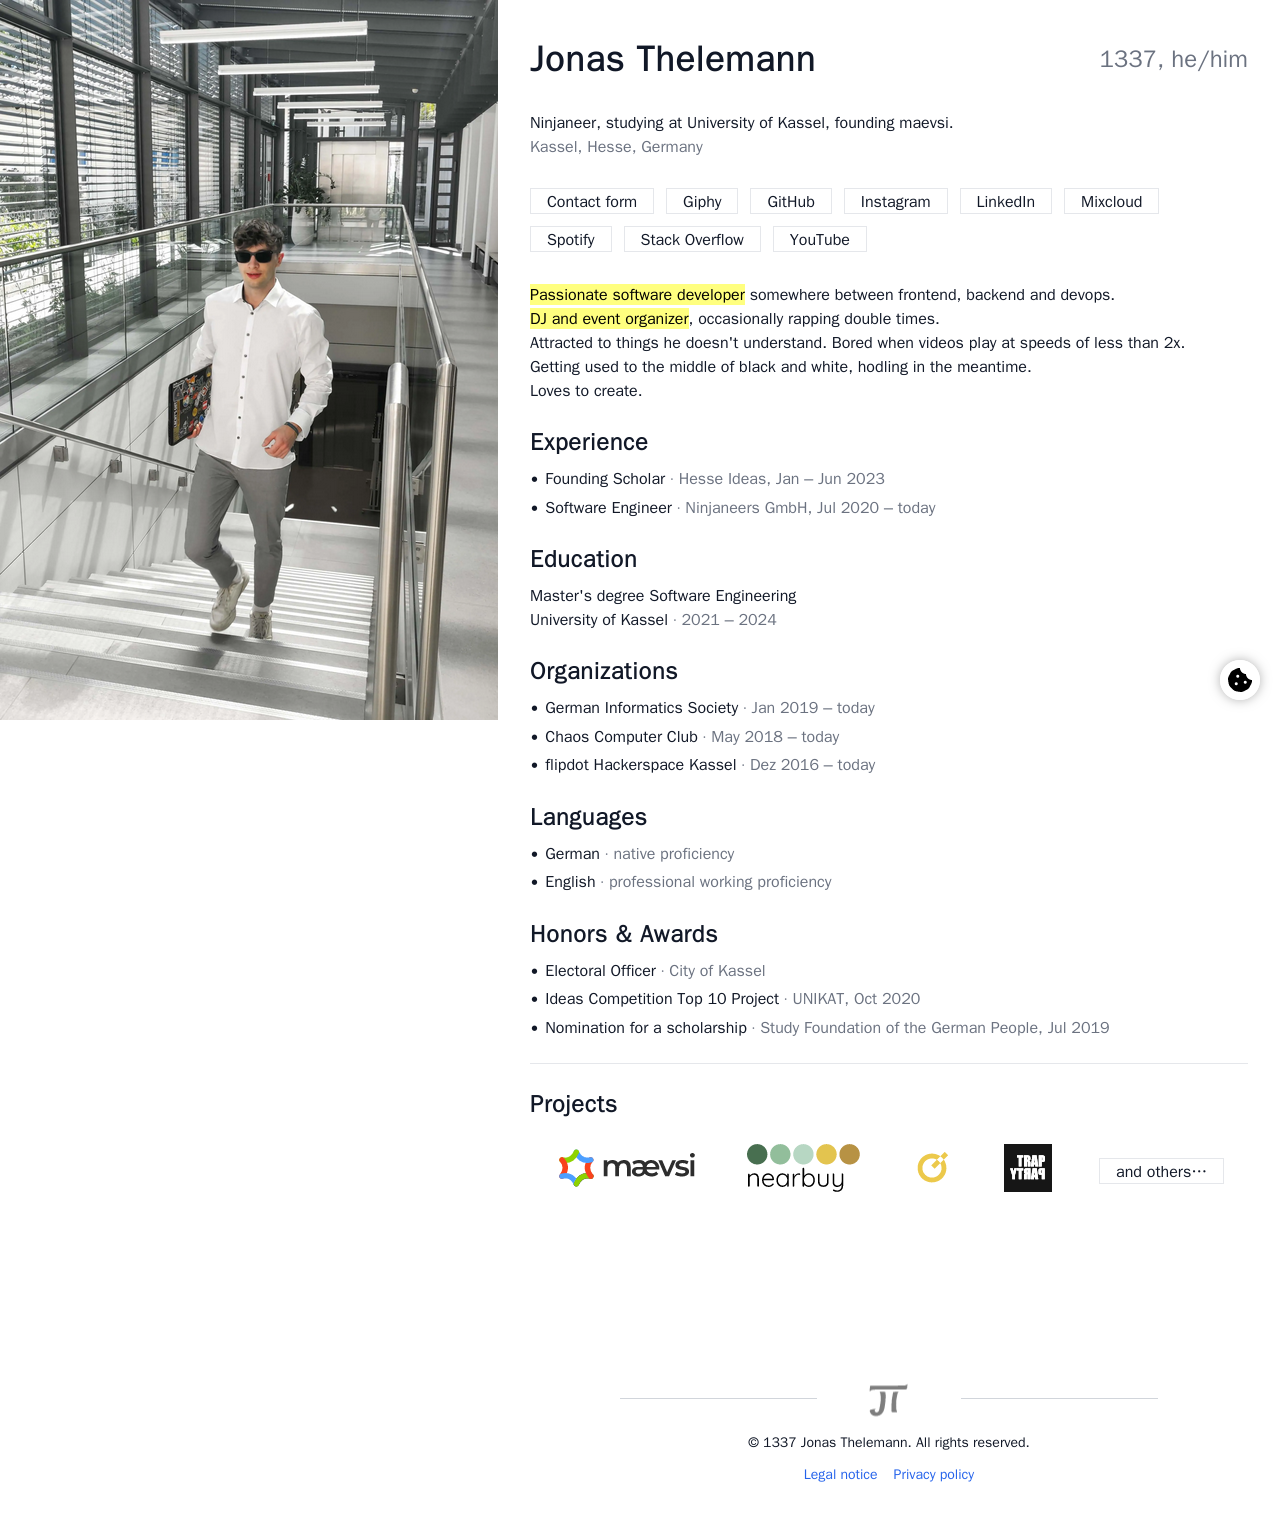 Jonas Thelemann
1337, he/him
Ninjaneer, studying at University of Kassel, founding maevsi.
Kassel, Hesse, Germany
Contact form
Giphy
GitHub
Instagram
LinkedIn
Mixcloud
Spotify
Stack Overflow
YouTube
Passionate software developer somewhere between frontend, backend and devops.
DJ and event organizer, occasionally rapping double times.
Attracted to things he doesn't understand. Bored when videos play at speeds of less than 2x.
Getting used to the middle of black and white, hodling in the meantime.
Loves to create.
Experience
• Founding Scholar · Hesse Ideas, Jan – Jun 2023
• Software Engineer · Ninjaneers GmbH, Jul 2020 – today
Education
Master's degree Software Engineering
University of Kassel · 2021 – 2024
Organizations
• German Informatics Society · Jan 2019 – today
• Chaos Computer Club · May 2018 – today
• flipdot Hackerspace Kassel · Dez 2016 – today
Languages
• German · native proficiency
• English · professional working proficiency
Honors & Awards
• Electoral Officer · City of Kassel
• Ideas Competition Top 10 Project · UNIKAT, Oct 2020
• Nomination for a scholarship · Study Foundation of the German People, Jul 2019
Projects
mævsi
nearbuy
TRAP
PARTY
and others⋯
JT
© 1337 Jonas Thelemann. All rights reserved.
Legal notice
Privacy policy